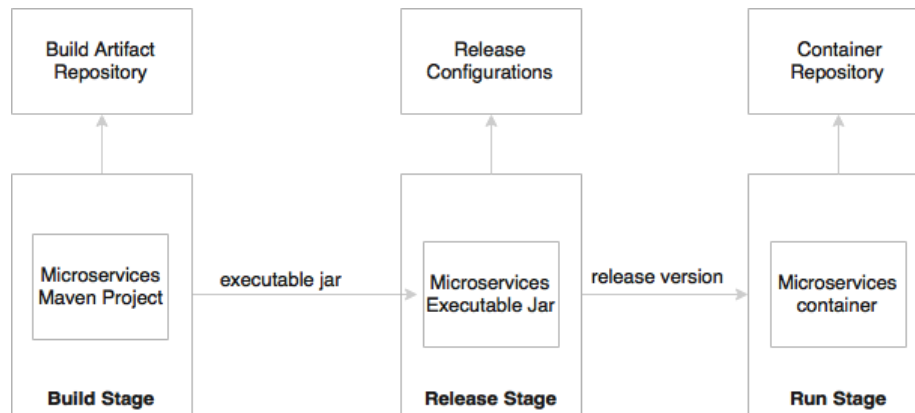 Build Artifact
Repository
Release
Configurations
Container
Repository
Microservices
Maven Project
executable jar
Microservices
Executable Jar
release version
Microservices
container
Build Stage
Release Stage
Run Stage